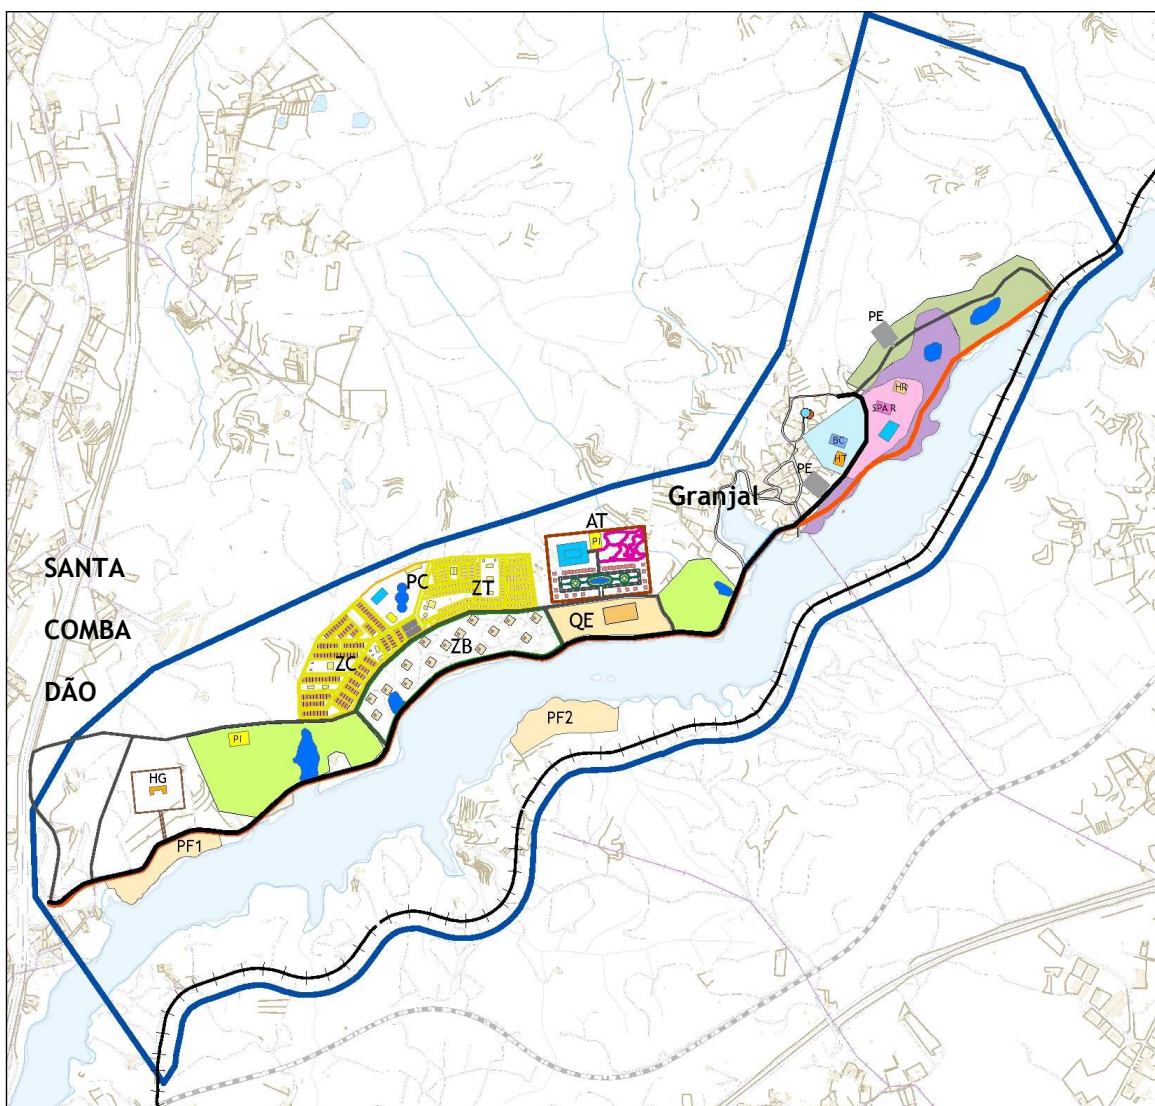 PE
HR
SPA R
BC
HT
PE
Granjal
AT
PI
SANTA
COMBA
DÃO
PC
ZT
QE
ZB
ZC
PF2
PI
HG
PF1